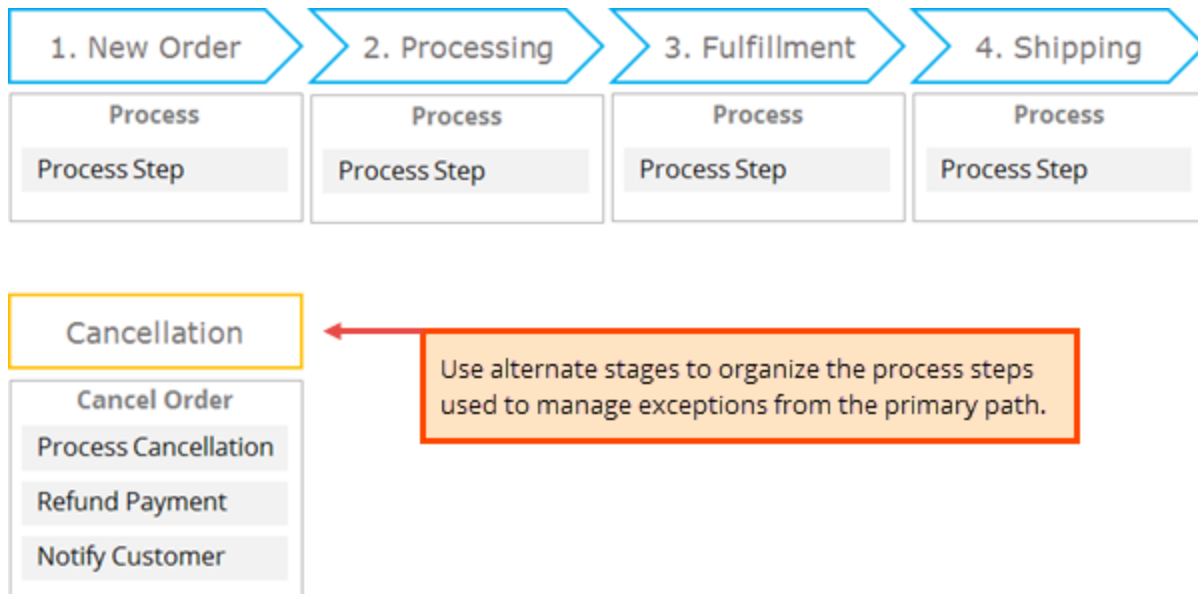 1. New Order
2. Processing
3. Fulfillment
4. Shipping
Process
Process
Process
Process
Process Step
Process Step
Process Step
Process Step
Cancellation
Use alternate stages to organize the process steps
used to manage exceptions from the primary path.
Cancel Order
Process Cancellation
Refund Payment
Notify Customer